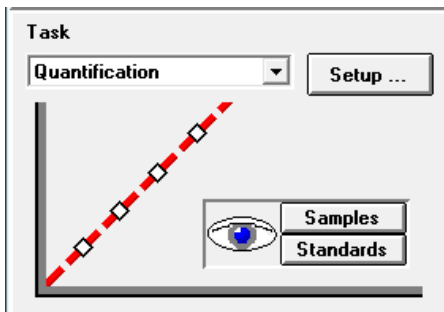 Task
Quantification
Setup ...
Samples
Standards